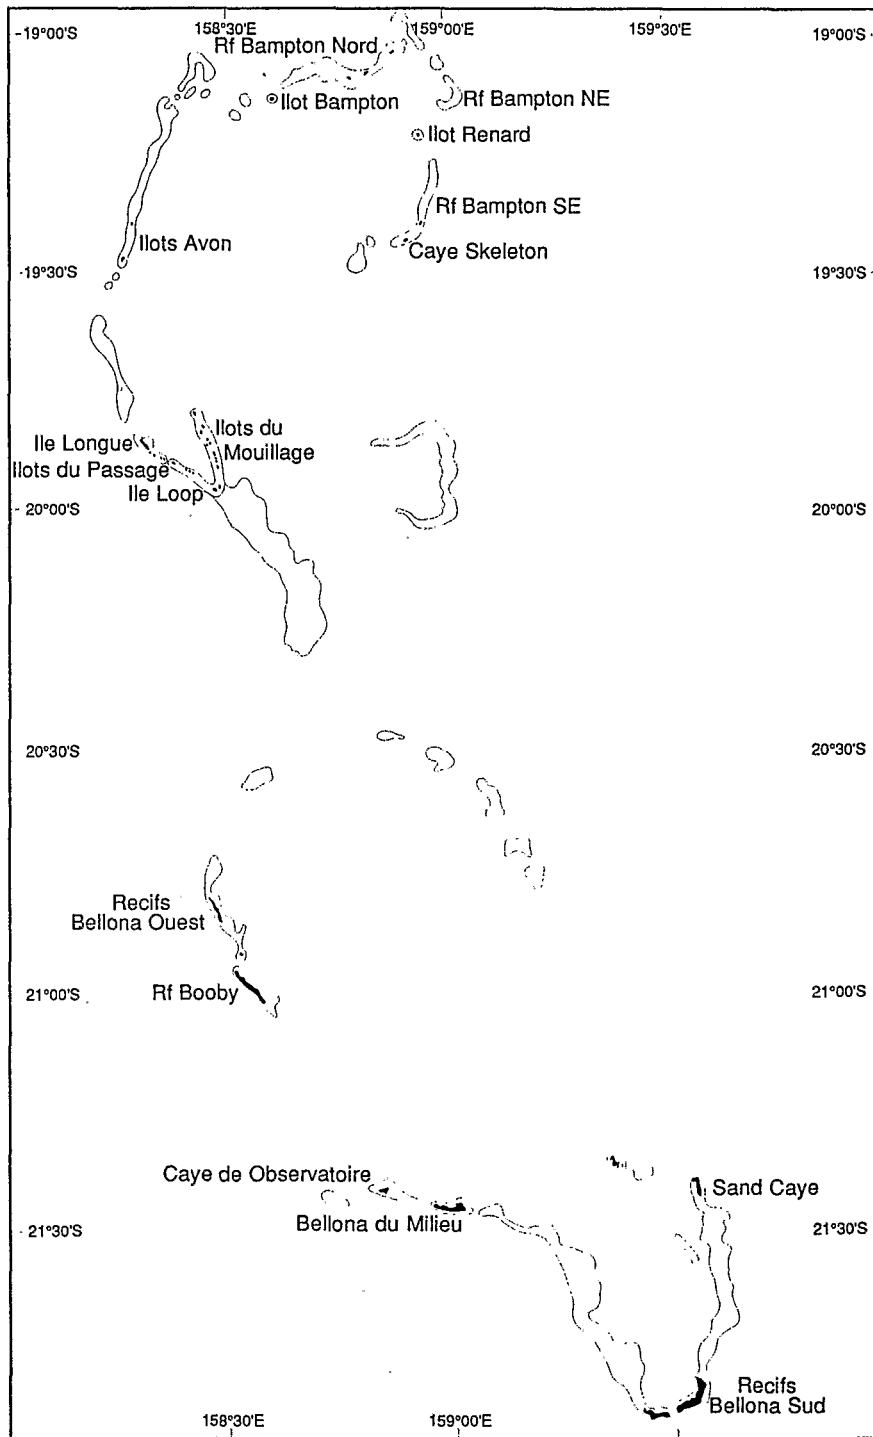 158°30'E 159°00'E 159°30'E
19°00'S 19°00'S
Rf Bampton Nord
Ilot Bampton
Rf Bampton NE
Ilot Renard
Rf Bampton SE
Ilots Avon
Caye Skeleton
19°30'S 19°30'S
Ilots du
Mouillage
Ile Longue
Ilots du Passage
Ile Loop
20°00'S 20°00'S
20°30'S 20°30'S
Recifs
Bellona Ouest
Rf Booby
21°00'S 21°00'S
Caye de Observatoire
Sand Caye
Bellona du Milieu
21°30'S 21°30'S
Recifs
Bellona Sud
158°30'E 159°00'E